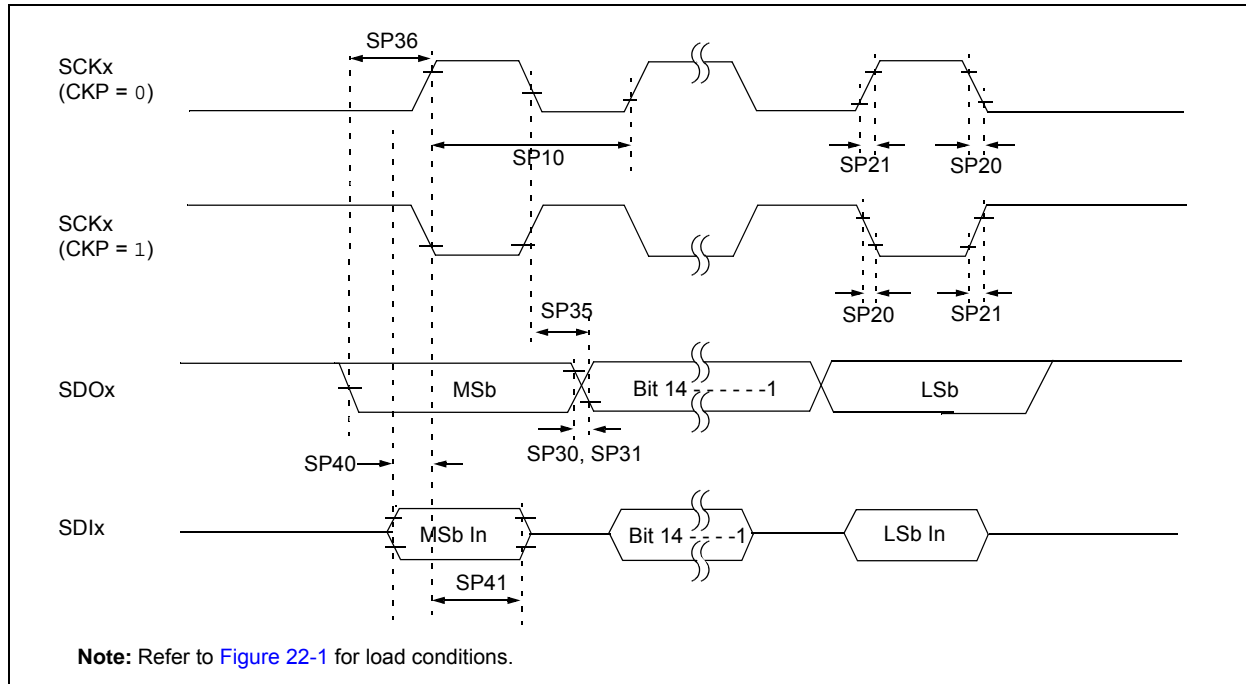 SP36
SCKx
(CKP = 0)
SP10
SP21
SP20
SCKx
(CKP = 1)
SP35
SP20
SP21
SDOx
MSb
Bit 14 - - - - - -1
LSb
SP40
SP30, SP31
SDIx
MSb In
Bit 14 - - - - -1
LSb In
SP41
Note: Refer to Figure 22-1 for load conditions.